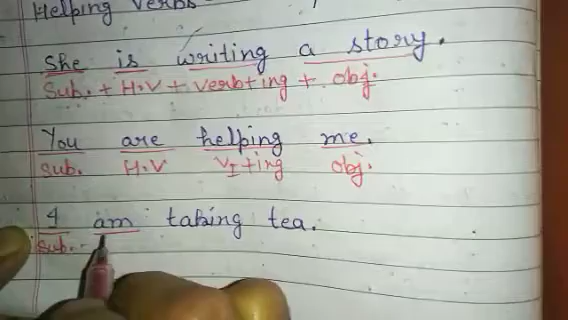 Helping Verbs
She is writing a story.
Sub. + H.V + Verb+ing + Obj.
You are helping me.
Sub. H.V V1+ing obj.
I am taking tea.
Sub.